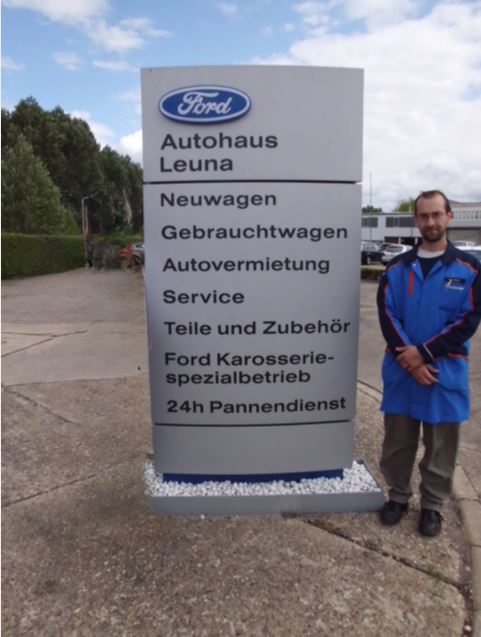 Ford
Autohaus
Leuna
Neuwagen
Gebrauchtwagen
Autovermietung
Service
Teile und Zubehör
Ford Karosserie-
spezialbetrieb
24h Pannendienst